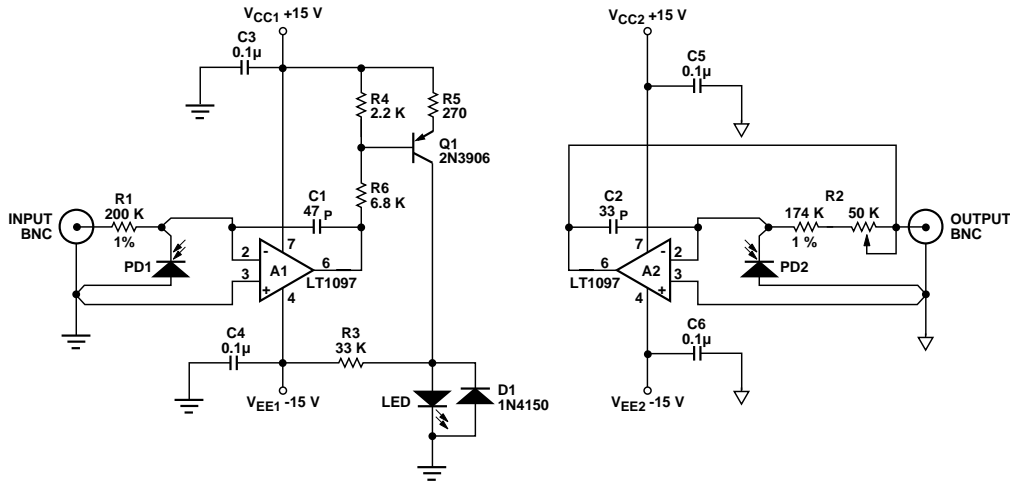 V_CC1 +15 V
C3
0.1µ
R4
2.2 K
R5
270
Q1
2N3906
R6
6.8 K
C1
47 P
R1
200 K
1%
INPUT
BNC
PD1
2
-
3
+
7
A1
6
4
LT1097
C4
0.1µ
R3
33 K
V_EE1 -15 V
LED
D1
1N4150
V_CC2 +15 V
C5
0.1µ
C2
33 P
7
6
A2
-
2
+
3
4
LT1097
174 K
1 %
R2
50 K
PD2
OUTPUT
BNC
C6
0.1µ
V_EE2 -15 V